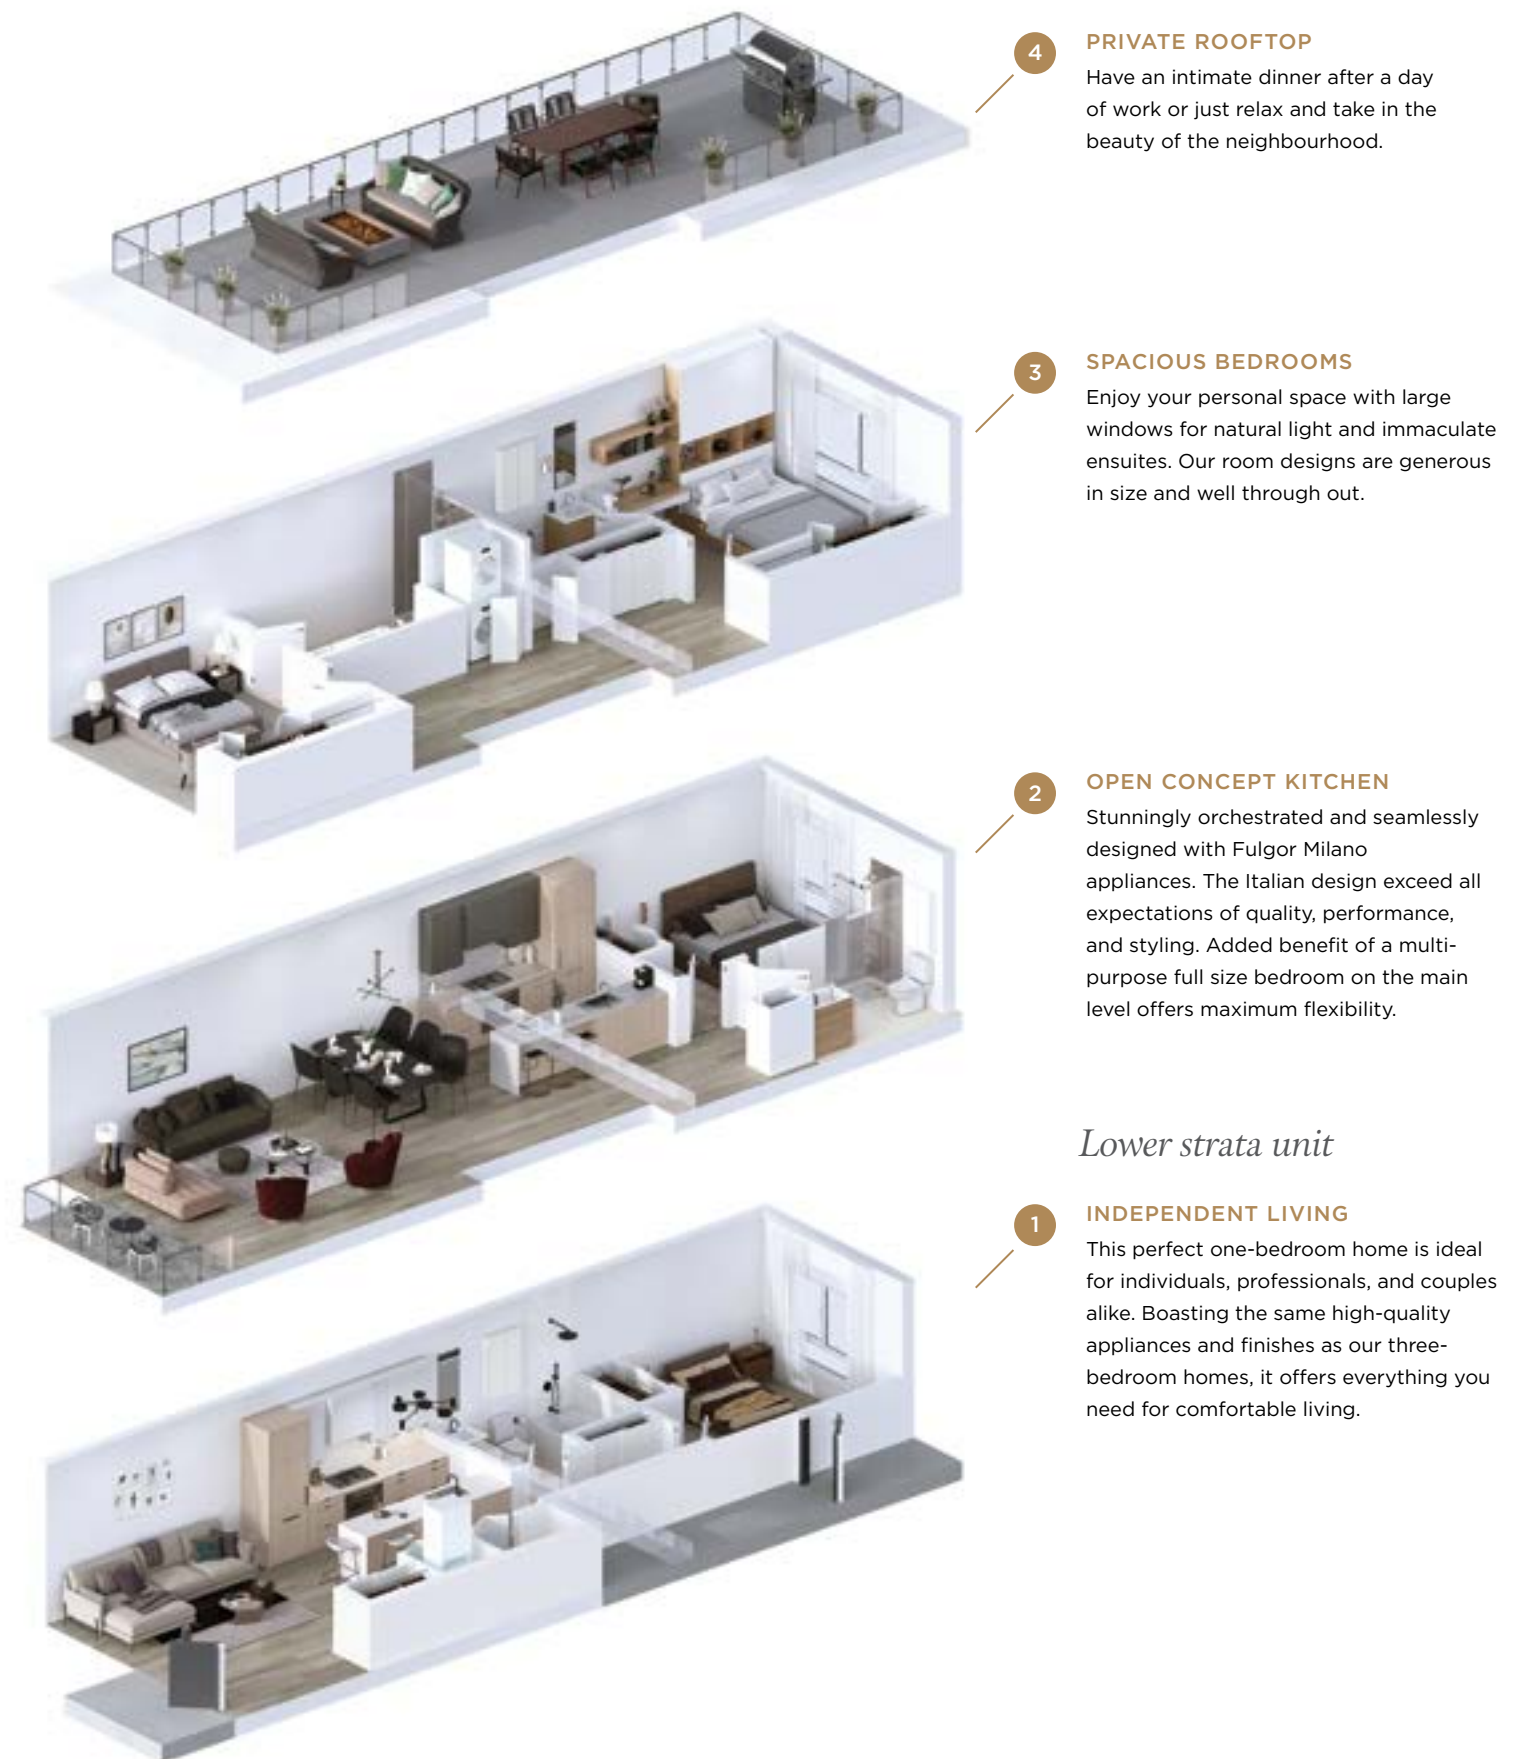 4
PRIVATE ROOFTOP
Have an intimate dinner after a day
of work or just relax and take in the
beauty of the neighbourhood.
3
SPACIOUS BEDROOMS
Enjoy your personal space with large
windows for natural light and immaculate
ensuites. Our room designs are generous
in size and well through out.
2
OPEN CONCEPT KITCHEN
Stunningly orchestrated and seamlessly
designed with Fulgor Milano
appliances. The Italian design exceed all
expectations of quality, performance,
and styling. Added benefit of a multi-
purpose full size bedroom on the main
level offers maximum flexibility.
Lower strata unit
1
INDEPENDENT LIVING
This perfect one-bedroom home is ideal
for individuals, professionals, and couples
alike. Boasting the same high-quality
appliances and finishes as our three-
bedroom homes, it offers everything you
need for comfortable living.